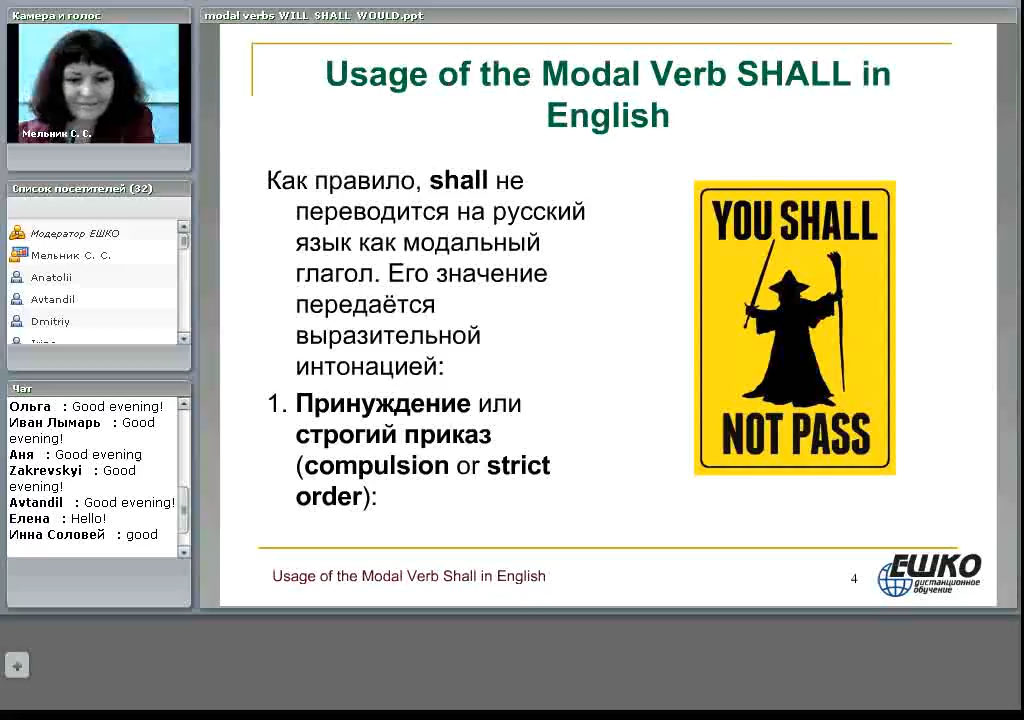 Камера и голос
modal verbs WILL SHALL WOULD.ppt
Мельник С. С.
Список посетителей (32)
Модератор ЕШКО
Мельник С. С.
Anatolii
Avtandil
Dmitriy
Чат
Ольга : Good evening!
Иван Лымарь : Good
evening!
Аня : Good evening
Zakrevskyi : Good
evening!
Avtandil : Good evening!
Елена : Hello!
Инна Соловей : good
Usage of the Modal Verb SHALL in
English
Как правило, shall не
переводится на русский
язык как модальный
глагол. Его значение
передаётся
выразительной
интонацией:
1. Принуждение или
строгий приказ
(compulsion or strict
order):
YOU SHALL
NOT PASS
Usage of the Modal Verb Shall in English
4
ЕШКО
дистанционное
обучение